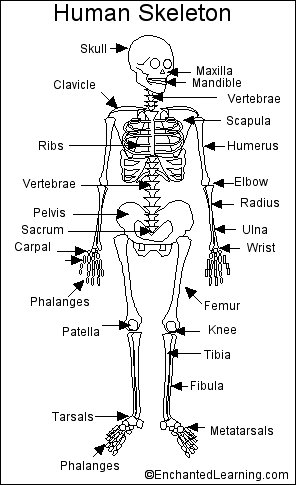 Human Skeleton
Skull
Maxilla
Mandible
Clavicle
Vertebrae
Scapula
Ribs
Humerus
Vertebrae
Elbow
Radius
Pelvis
Sacrum
Ulna
Carpal
Wrist
Phalanges
Femur
Patella
Knee
Tibia
Fibula
Tarsals
Metatarsals
Phalanges
©EnchantedLearning.com